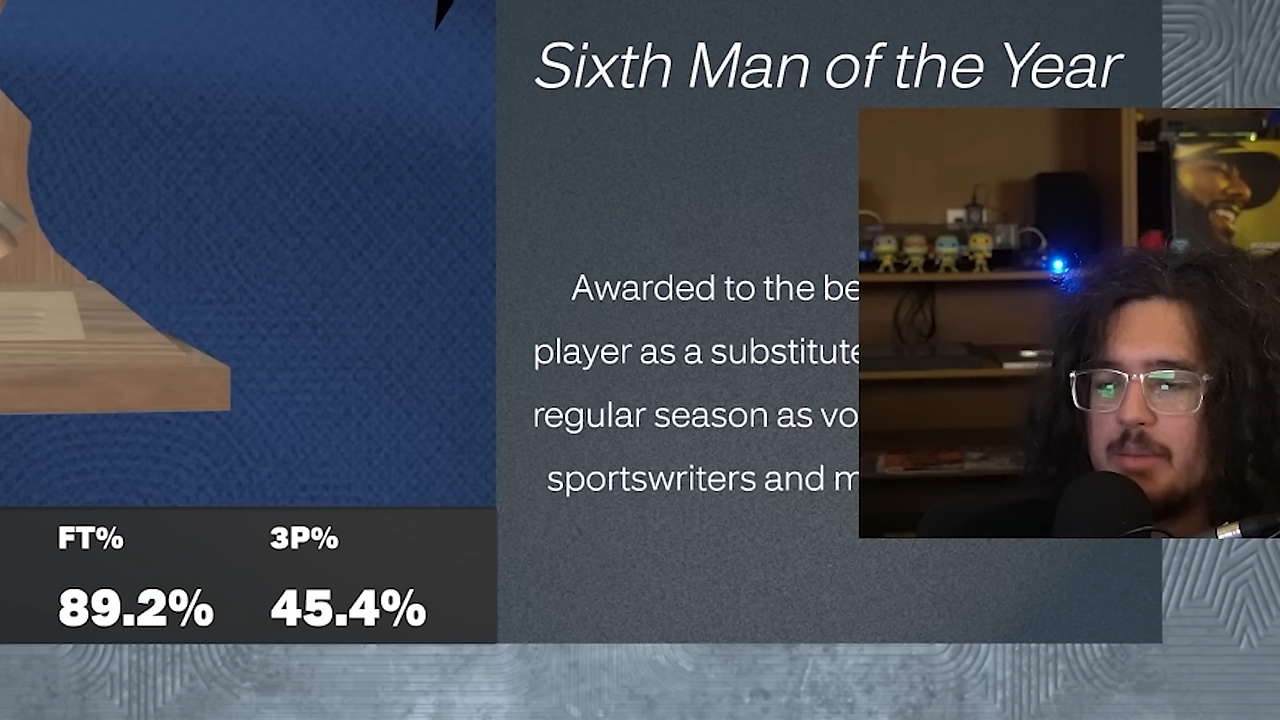 Sixth Man of the Year
Awarded to the be
player as a substitute
regular season as vo
sportswriters and m
FT% 3P%
89.2% 45.4%